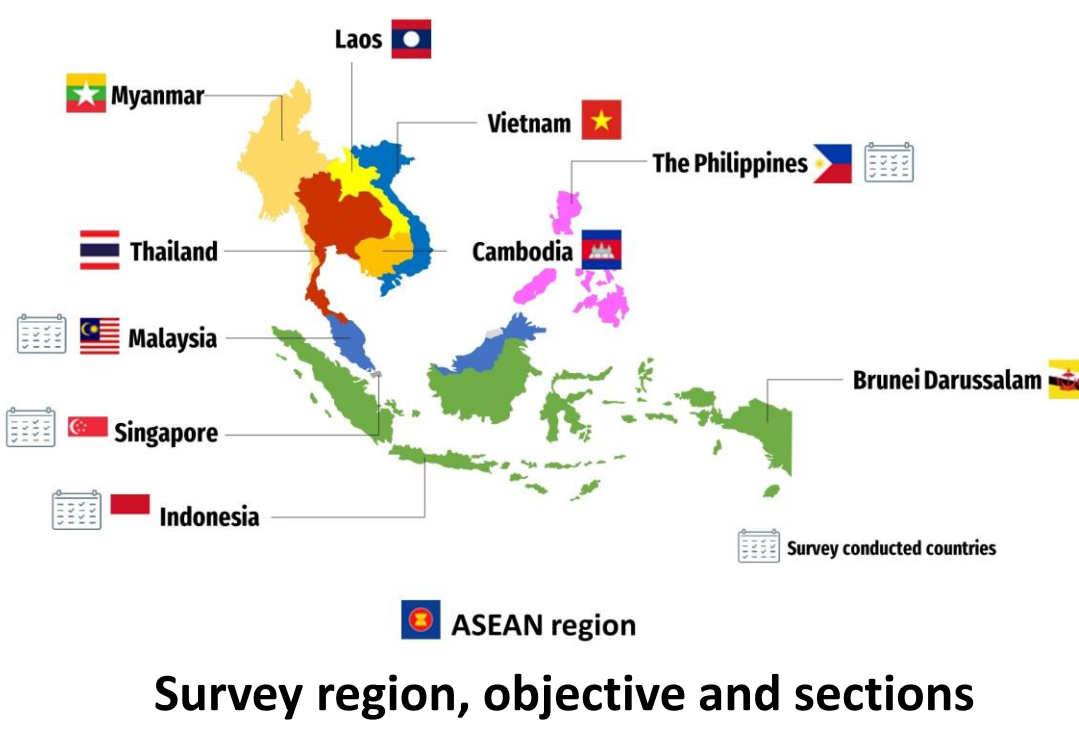 Laos
Myanmar
Vietnam
The Philippines
Thailand
Cambodia
Malaysia
Brunei Darussalam
Singapore
Indonesia
Survey conducted countries
ASEAN region
Survey region, objective and sections